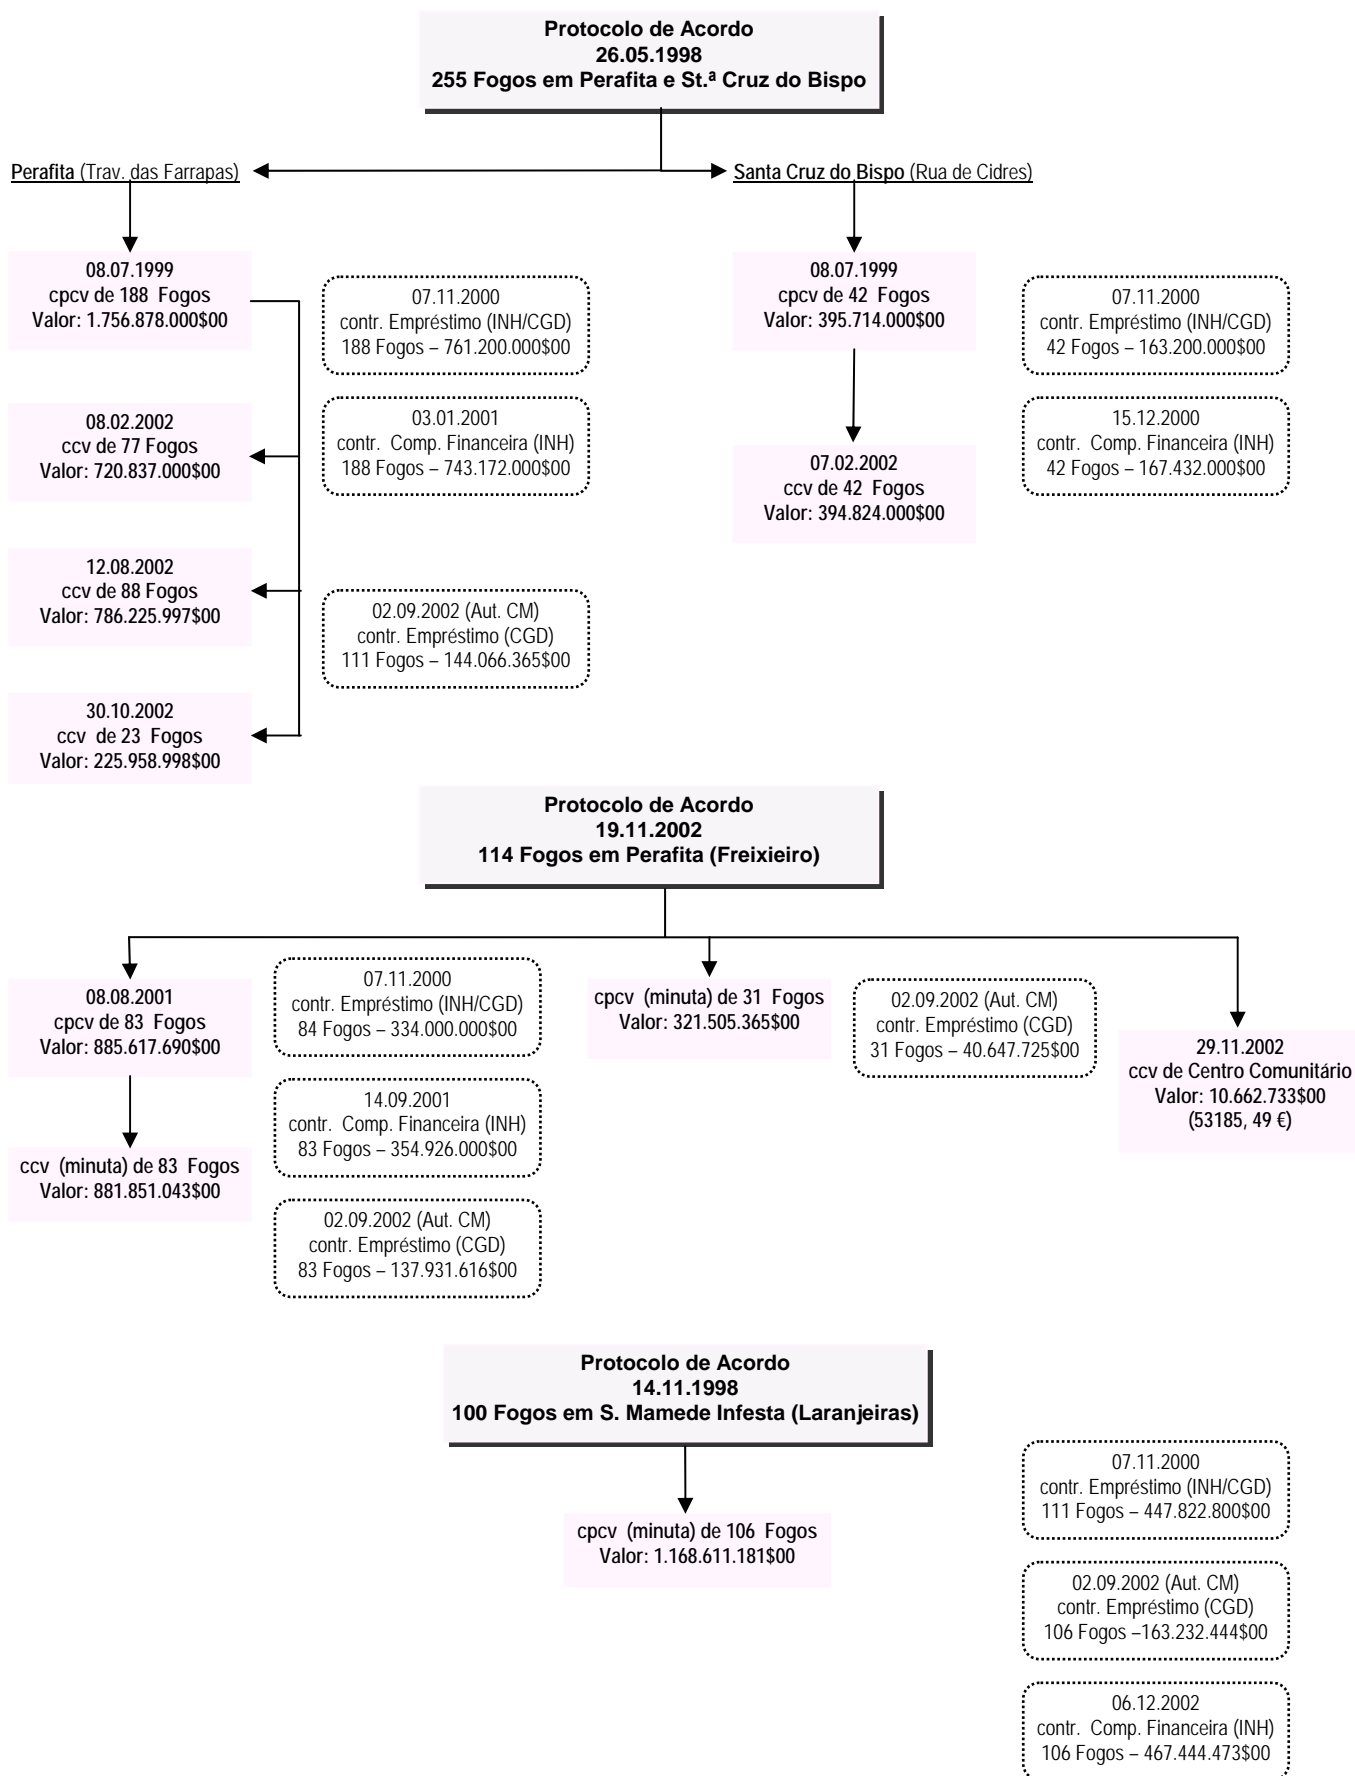 Protocolo de Acordo
26.05.1998
255 Fogos em Perafita e St.ª Cruz do Bispo
Perafita (Trav. das Farrapas)
Santa Cruz do Bispo (Rua de Cidres)
08.07.1999
cpcv de 188 Fogos
Valor: 1.756.878.000$00
07.11.2000
contr. Empréstimo (INH/CGD)
188 Fogos – 761.200.000$00
08.07.1999
cpcv de 42 Fogos
Valor: 395.714.000$00
07.11.2000
contr. Empréstimo (INH/CGD)
42 Fogos – 163.200.000$00
08.02.2002
ccv de 77 Fogos
Valor: 720.837.000$00
03.01.2001
contr. Comp. Financeira (INH)
188 Fogos – 743.172.000$00
07.02.2002
ccv de 42 Fogos
Valor: 394.824.000$00
15.12.2000
contr. Comp. Financeira (INH)
42 Fogos – 167.432.000$00
12.08.2002
ccv de 88 Fogos
Valor: 786.225.997$00
02.09.2002 (Aut. CM)
contr. Empréstimo (CGD)
111 Fogos – 144.066.365$00
30.10.2002
ccv de 23 Fogos
Valor: 225.958.998$00
Protocolo de Acordo
19.11.2002
114 Fogos em Perafita (Freixieiro)
08.08.2001
cpcv de 83 Fogos
Valor: 885.617.690$00
07.11.2000
contr. Empréstimo (INH/CGD)
84 Fogos – 334.000.000$00
cpcv (minuta) de 31 Fogos
Valor: 321.505.365$00
02.09.2002 (Aut. CM)
contr. Empréstimo (CGD)
31 Fogos – 40.647.725$00
29.11.2002
ccv de Centro Comunitário
Valor: 10.662.733$00
(53185, 49 €)
14.09.2001
contr. Comp. Financeira (INH)
83 Fogos – 354.926.000$00
ccv (minuta) de 83 Fogos
Valor: 881.851.043$00
02.09.2002 (Aut. CM)
contr. Empréstimo (CGD)
83 Fogos – 137.931.616$00
Protocolo de Acordo
14.11.1998
100 Fogos em S. Mamede Infesta (Laranjeiras)
cpcv (minuta) de 106 Fogos
Valor: 1.168.611.181$00
07.11.2000
contr. Empréstimo (INH/CGD)
111 Fogos – 447.822.800$00
02.09.2002 (Aut. CM)
contr. Empréstimo (CGD)
106 Fogos –163.232.444$00
06.12.2002
contr. Comp. Financeira (INH)
106 Fogos – 467.444.473$00